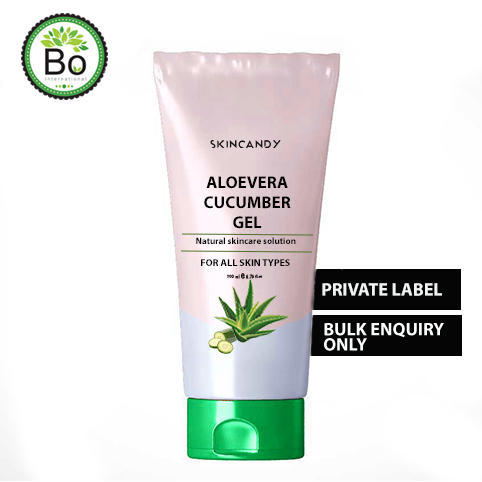 Bo
International
SKINCANDY
ALOEVERA
CUCUMBER
GEL
Natural skincare solution
FOR ALL SKIN TYPES
PRIVATE LABEL
BULK ENQUIRY
ONLY